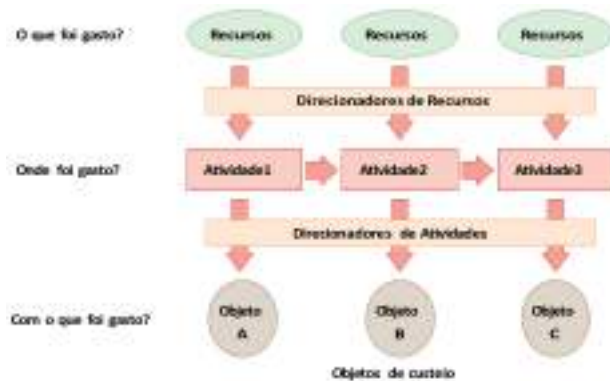 O que foi gasto?
Recursos
Recursos
Recursos
Direcionadores de Recursos
Onde foi gasto?
Atividade1
Atividade2
Atividade3
Direcionadores de Atividades
Com o que foi gasto?
Objeto
A
Objeto
B
Objeto
C
Objetos de custeio